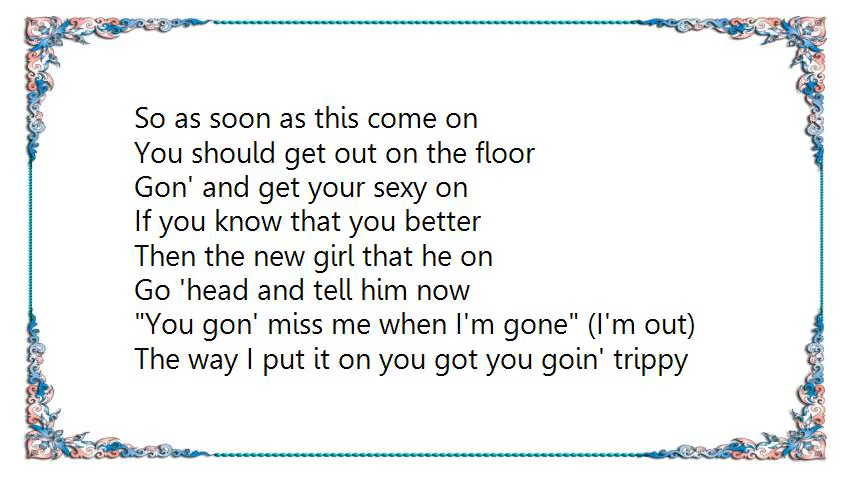 So as soon as this come on
You should get out on the floor
Gon' and get your sexy on
If you know that you better
Then the new girl that he on
Go 'head and tell him now
"You gon' miss me when I'm gone" (I'm out)
The way I put it on you got you goin' trippy